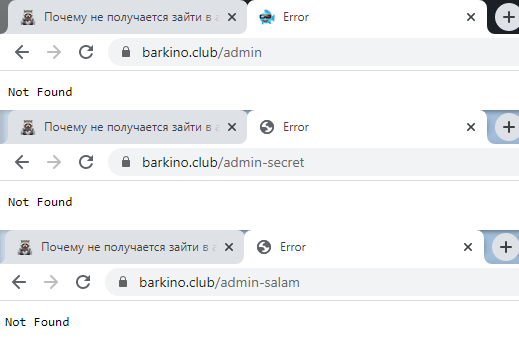 Почему не получается зайти в а
Error
barkino.club/admin
Not Found
Почему не получается зайти в а
Error
barkino.club/admin-secret
Not Found
Почему не получается зайти в а
Error
barkino.club/admin-salam
Not Found